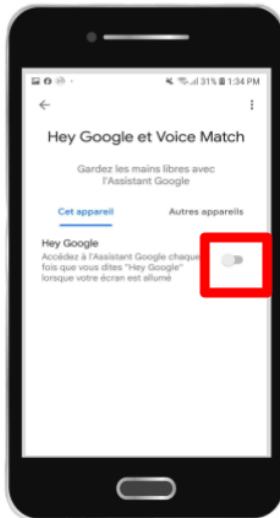 31% 1:34 PM
Hey Google et Voice Match
Gardez les mains libres avec
l'Assistant Google
Cet appareil Autres appareils
Hey Google
Accédez à l'Assistant Google chaque
fois que vous dites "Hey Google"
lorsque votre écran est allumé